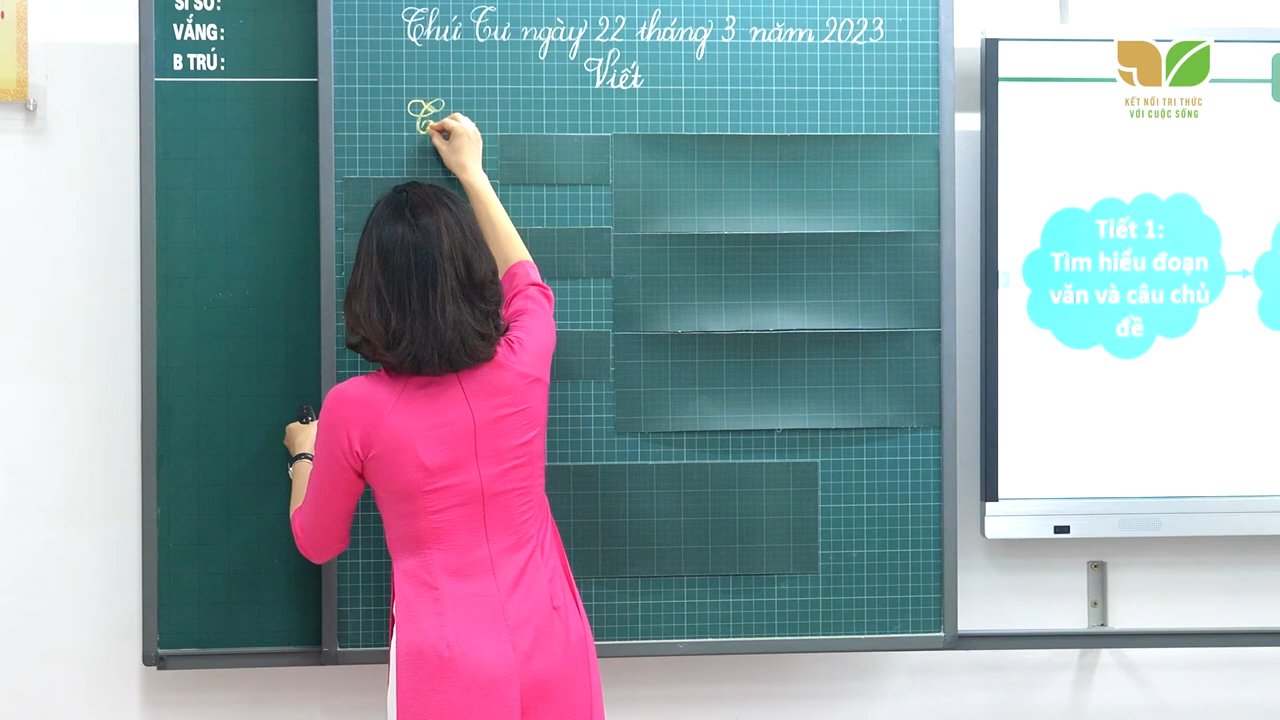 SĨ SỐ:
VẮNG:
B TRÚ:
Thứ Tư ngày 22 tháng 3 năm 2023
Viết
KẾT NỐI TRI THỨC
VỚI CUỘC SỐNG
Tiết 1:
Tìm hiểu đoạn
văn và câu chủ
đề